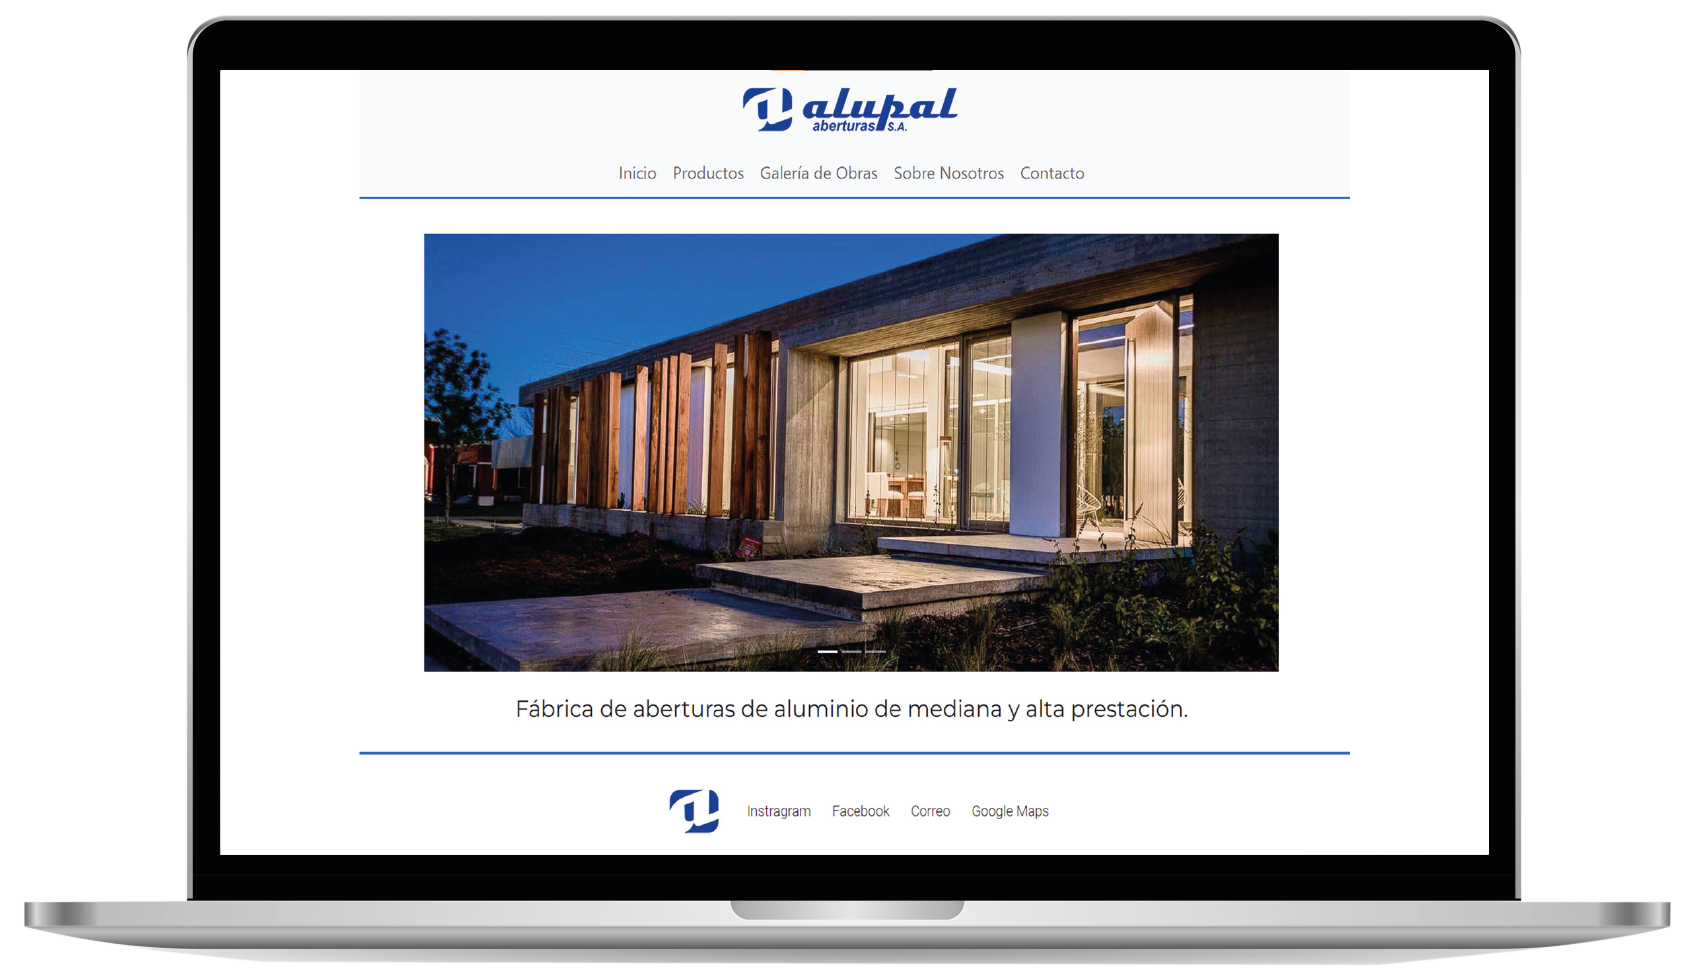 alupal
aberturas S.A.
Inicio Productos Galería de Obras Sobre Nosotros Contacto
Fábrica de aberturas de aluminio de mediana y alta prestación.
Instragram Facebook Correo Google Maps